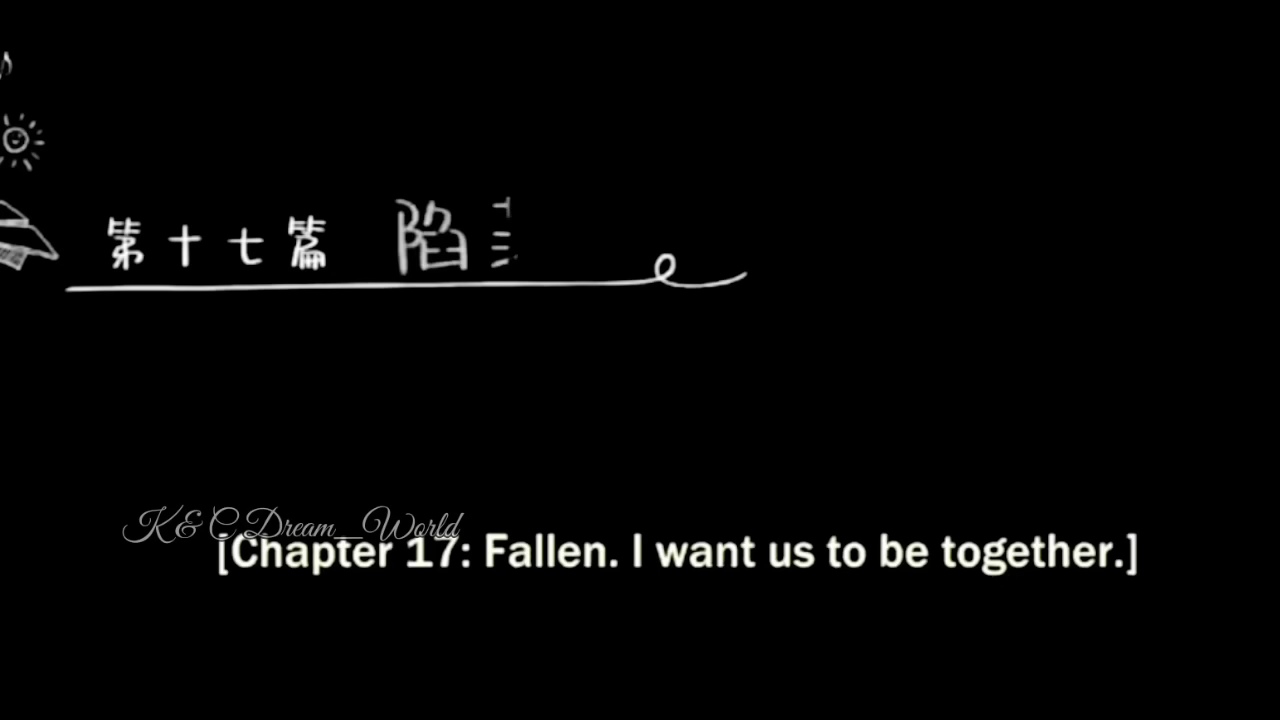 第十七篇 陷
K & C Dream_World
[Chapter 17: Fallen. I want us to be together.]